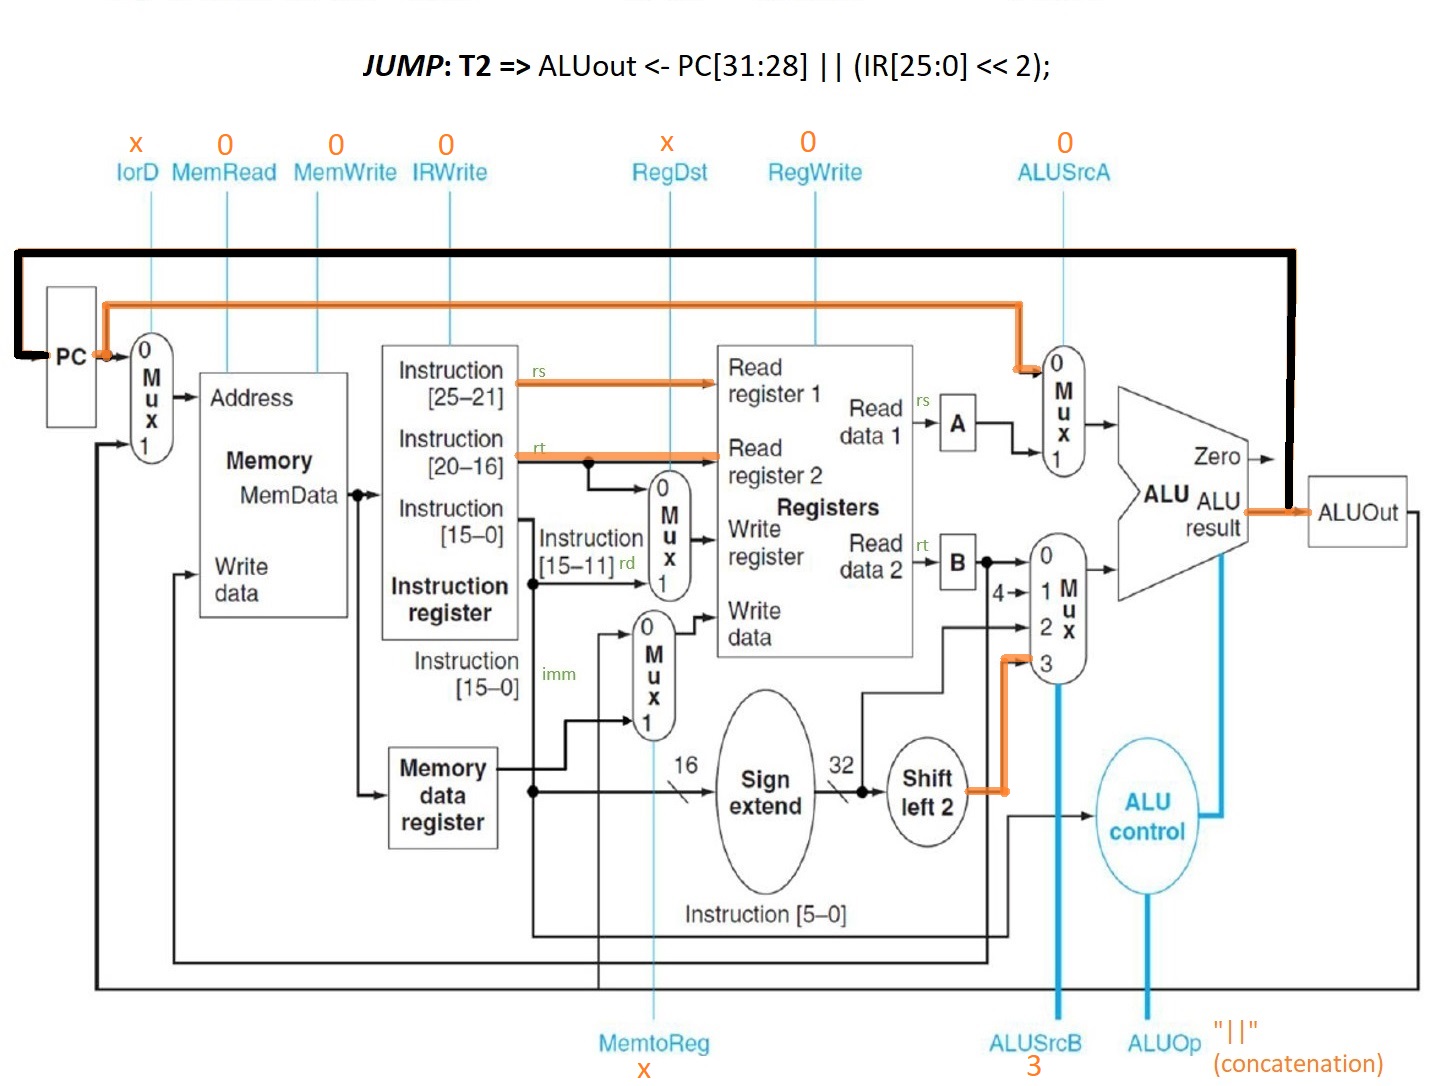 JUMP: T2 => ALUout <- PC[31:28] || (IR[25:0] << 2);
x 0 0 0 x 0 0
IorD MemRead MemWrite IRWrite RegDst RegWrite ALUSrcA
PC
0
Mux
1
Address
Memory
MemData
Write
data
Instruction
[25–21]
Instruction
[20–16]
Instruction
[15–0]
Instruction
register
rs
rt
Instruction
[15–11] rd
0
Mux
1
Read
register 1
Read
register 2
Registers
Write
register
Write
data
Read
data 1
Read
data 2
rs
A
rt
B
0
Mux
1
4
0
1
2
3
Mux
Zero
ALU
ALU
result
ALUOut
Instruction
[15–0]
imm
0
Mux
1
Memory
data
register
16
Sign
extend
32
Shift
left 2
ALU
control
Instruction [5–0]
MemtoReg
x
ALUSrcB
3
ALUOp
"||"
(concatenation)